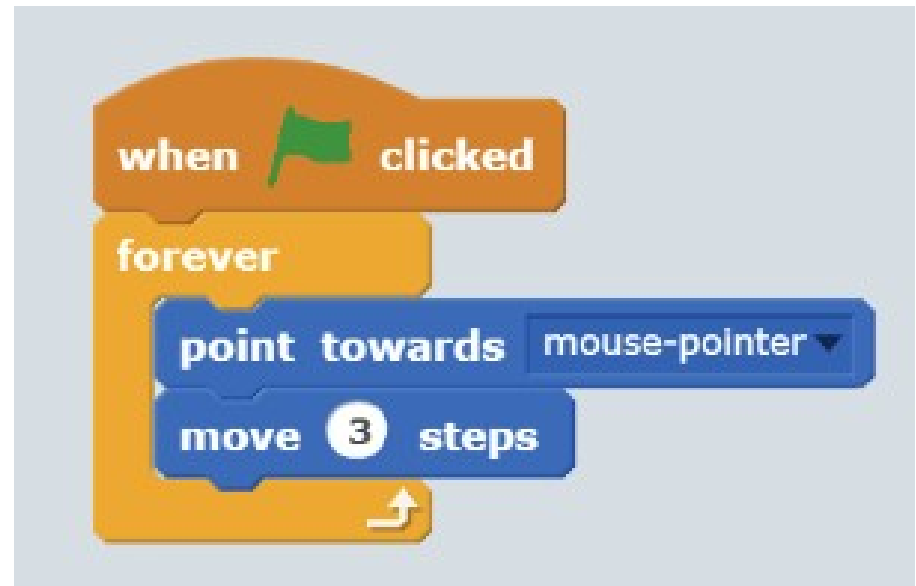 when clicked
forever
point towards mouse-pointer
move 3 steps